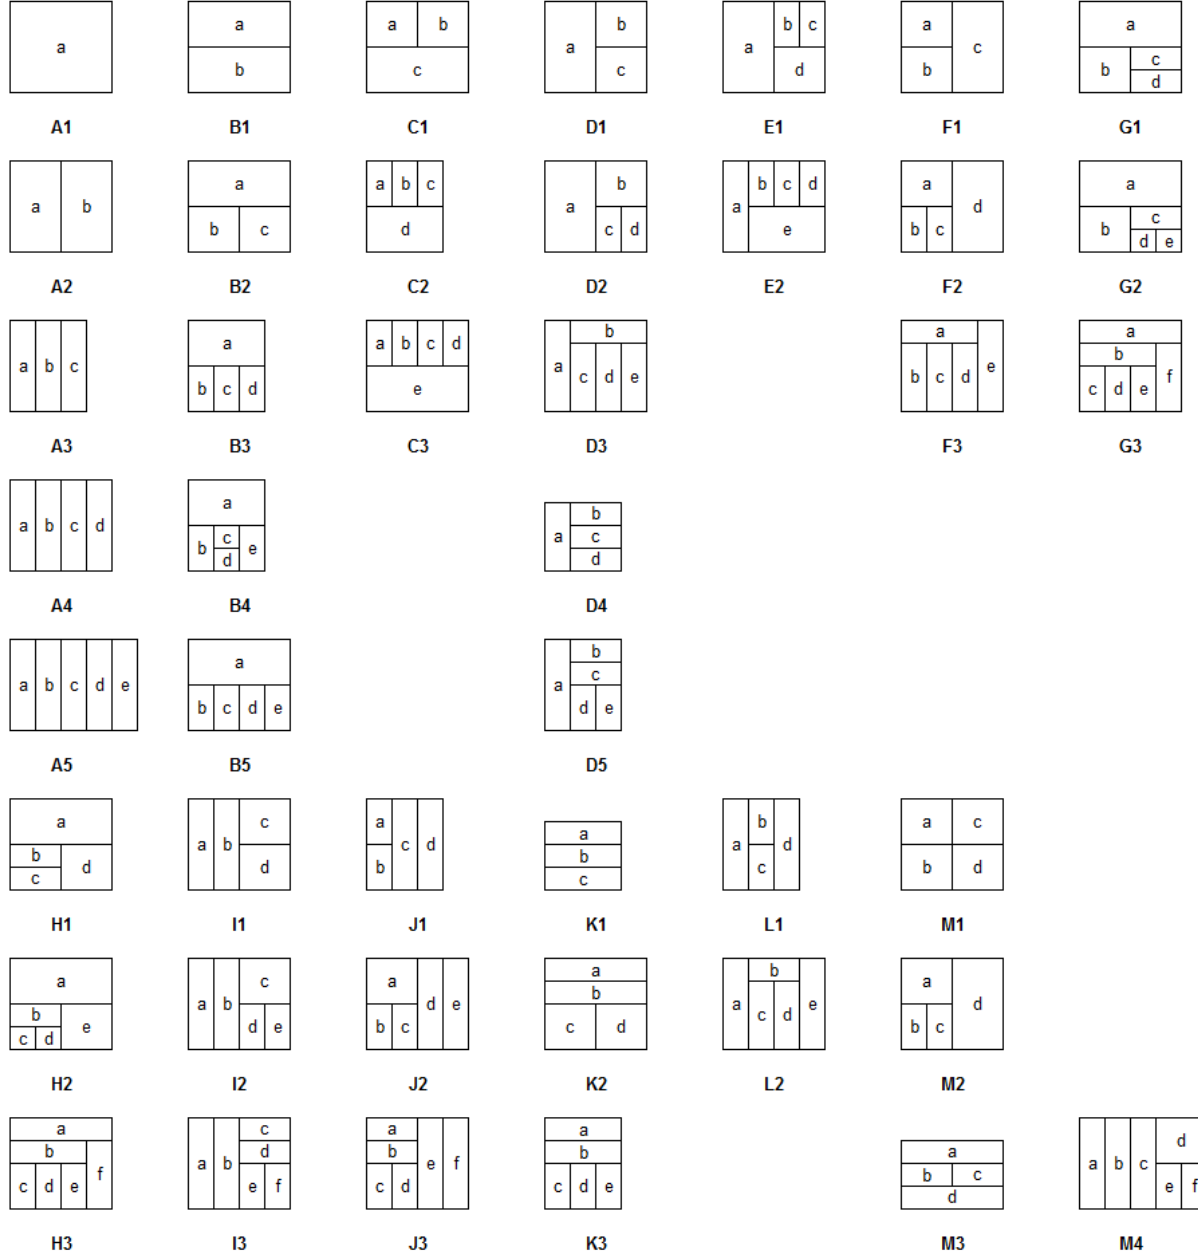 a a a b a b a b c a c a
b c c d b b c d
b
A1 B1 C1 D1 E1 F1 G1
a b a a b c b b c d a d a
b c d a c d a e b c b c
d e
A2 B2 C2 D2 E2 F2 G2
a b c a a b c d b a e a
b c d e a c d e b c d b
c d e f
A3 B3 C3 D3 F3 G3
a b c d a b
b c e a c
d d
A4 B4 D4
a b c d e a b
b c d e a c
d e
A5 B5 D5
a a b c a c d a a b d a c
b d d b b c b d
c c
H1 I1 J1 K1 L1 M1
a a b c a d e a a b e a d
b e d e b c b c d b c
c d c d
H2 I2 J2 K2 L2 M2
a a b c a e f a a a b c d
b f d b b b c e f
c d e e f c d c d e d
H3 I3 J3 K3 M3 M4